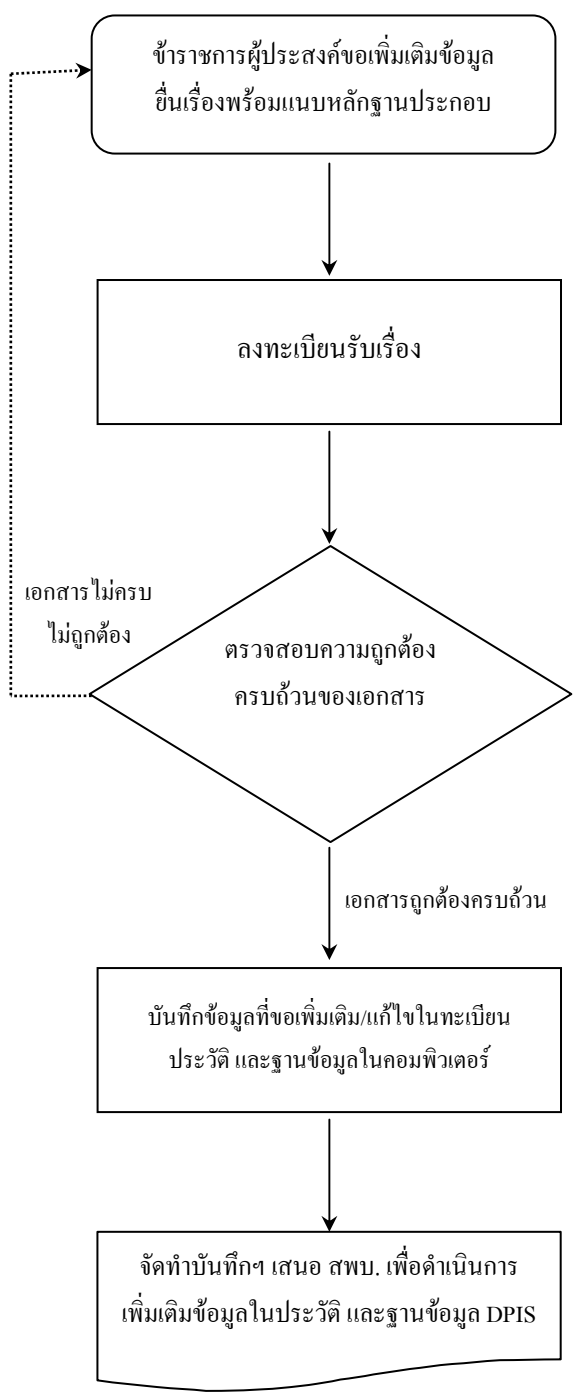 ข้าราชการผู้ประสงค์ขอเพิ่มเติมข้อมูล
ยื่นเรื่องพร้อมแนบหลักฐานประกอบ
ลงทะเบียนรับเรื่อง
เอกสารไม่ครบ
ไม่ถูกต้อง
ตรวจสอบความถูกต้อง
ครบถ้วนของเอกสาร
เอกสารถูกต้องครบถ้วน
บันทึกข้อมูลที่ขอเพิ่มเติม/แก้ไขในทะเบียน
ประวัติ และฐานข้อมูลในคอมพิวเตอร์
จัดทำบันทึกฯ เสนอ สพบ. เพื่อดำเนินการ
เพิ่มเติมข้อมูลในประวัติ และฐานข้อมูล DPIS